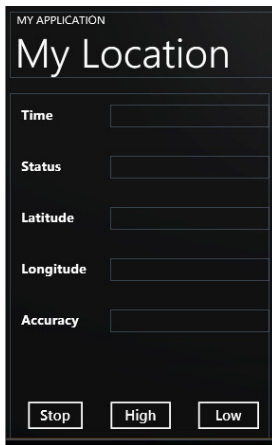 MY APPLICATION
My Location
Time
Status
Latitude
Longitude
Accuracy
Stop High Low